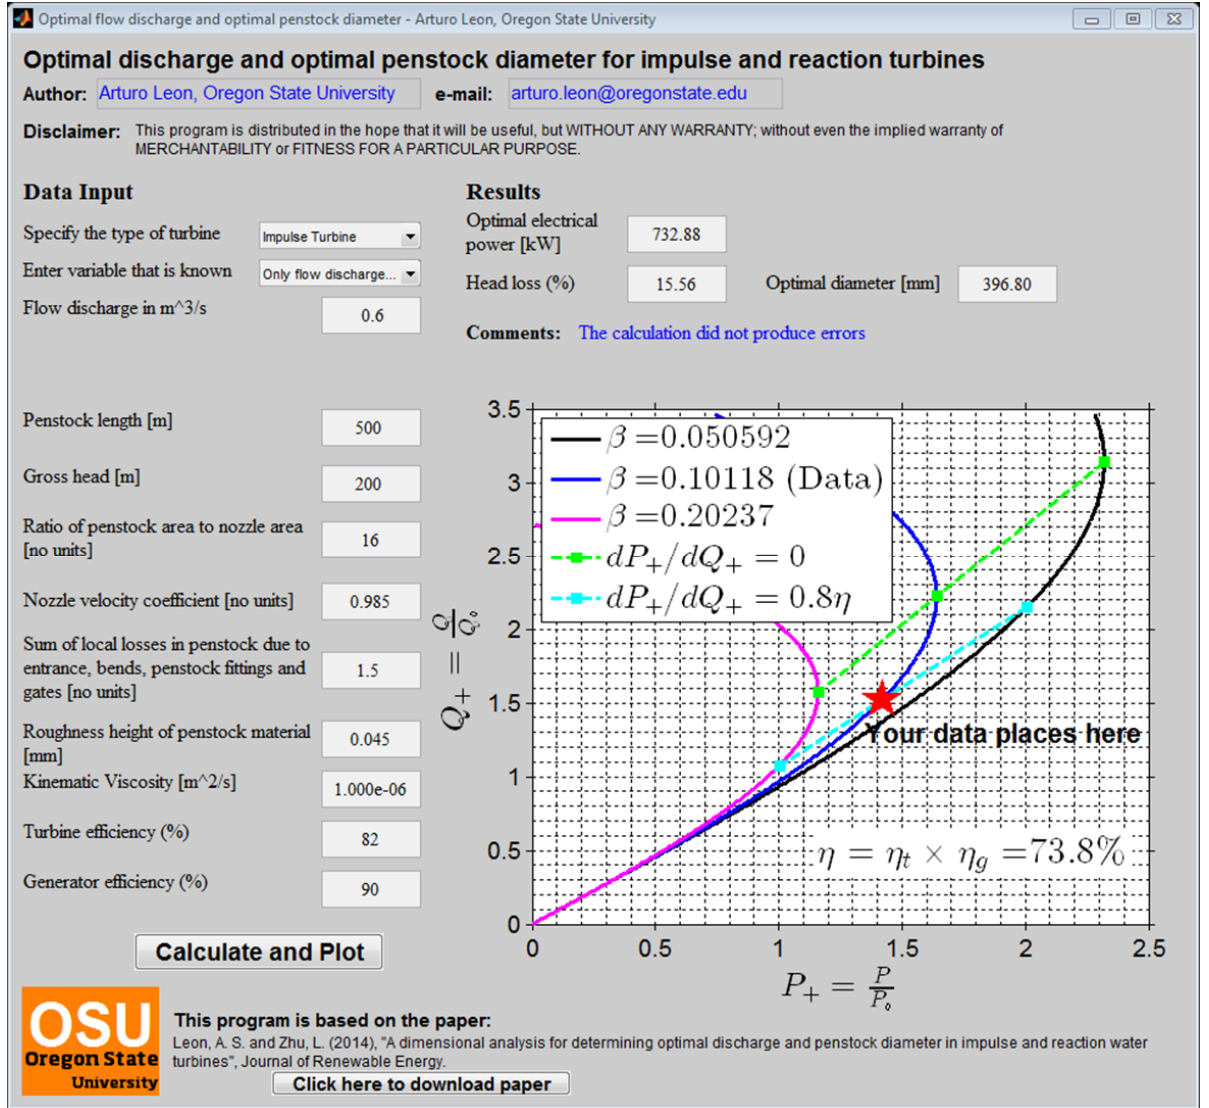 Optimal flow discharge and optimal penstock diameter - Arturo Leon, Oregon State University
Optimal discharge and optimal penstock diameter for impulse and reaction turbines
Author: Arturo Leon, Oregon State University e-mail: arturo.leon@oregonstate.edu
Disclaimer: This program is distributed in the hope that it will be useful, but WITHOUT ANY WARRANTY; without even the implied warranty of
MERCHANTABILITY or FITNESS FOR A PARTICULAR PURPOSE.
Data Input
Specify the type of turbine Impulse Turbine
Enter variable that is known Only flow discharge...
Flow discharge in m^3/s 0.6
Penstock length [m] 500
Gross head [m] 200
Ratio of penstock area to nozzle area
[no units] 16
Nozzle velocity coefficient [no units] 0.985
Sum of local losses in penstock due to
entrance, bends, penstock fittings and
gates [no units] 1.5
Roughness height of penstock material
[mm] 0.045
Kinematic Viscosity [m^2/s] 1.000e-06
Turbine efficiency (%) 82
Generator efficiency (%) 90
Calculate and Plot
Results
Optimal electrical
power [kW] 732.88
Head loss (%) 15.56 Optimal diameter [mm] 396.80
Comments: The calculation did not produce errors
β =0.050592
β =0.10118 (Data)
β =0.20237
dP₊/dQ₊ = 0
dP₊/dQ₊ = 0.8η
3.5
3
2.5
2
1.5
1
0.5
0
Q₊ = Q/Qₒ
Your data places here
η = ηₜ × η_g =73.8%
0 0.5 1 1.5 2 2.5
P₊ = P/Pₒ
OSU
Oregon State
University
This program is based on the paper:
Leon, A. S. and Zhu, L. (2014), "A dimensional analysis for determining optimal discharge and penstock diameter in impulse and reaction water
turbines", Journal of Renewable Energy.
Click here to download paper